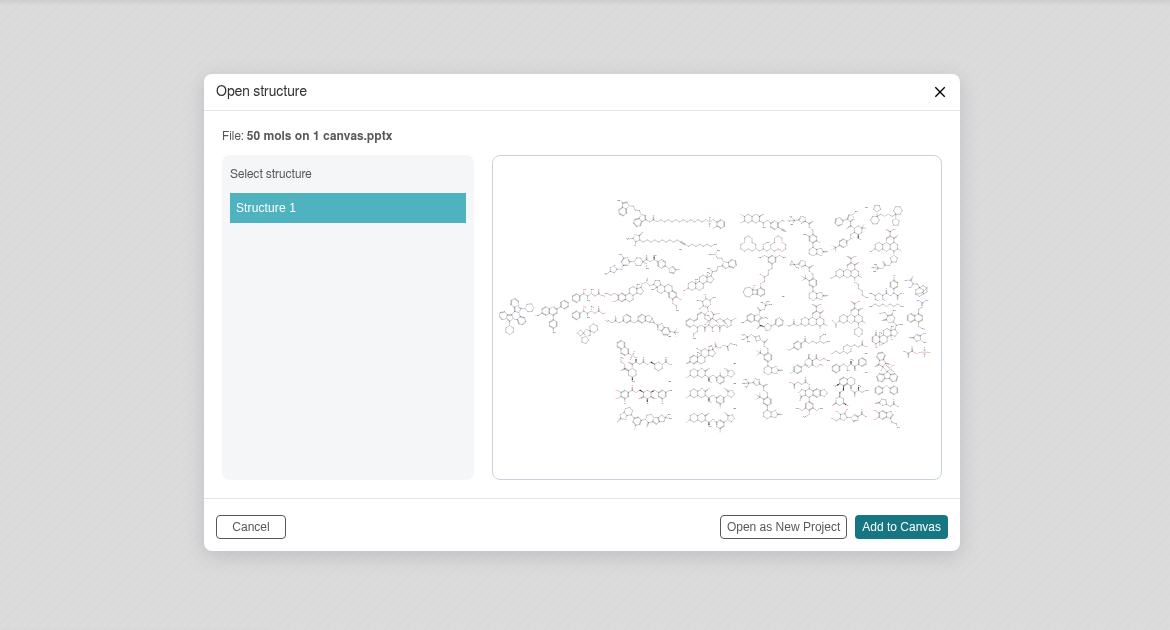 Open structure
File: 50 mols on 1 canvas.pptx
Select structure
Structure 1
Cancel
Open as New Project
Add to Canvas